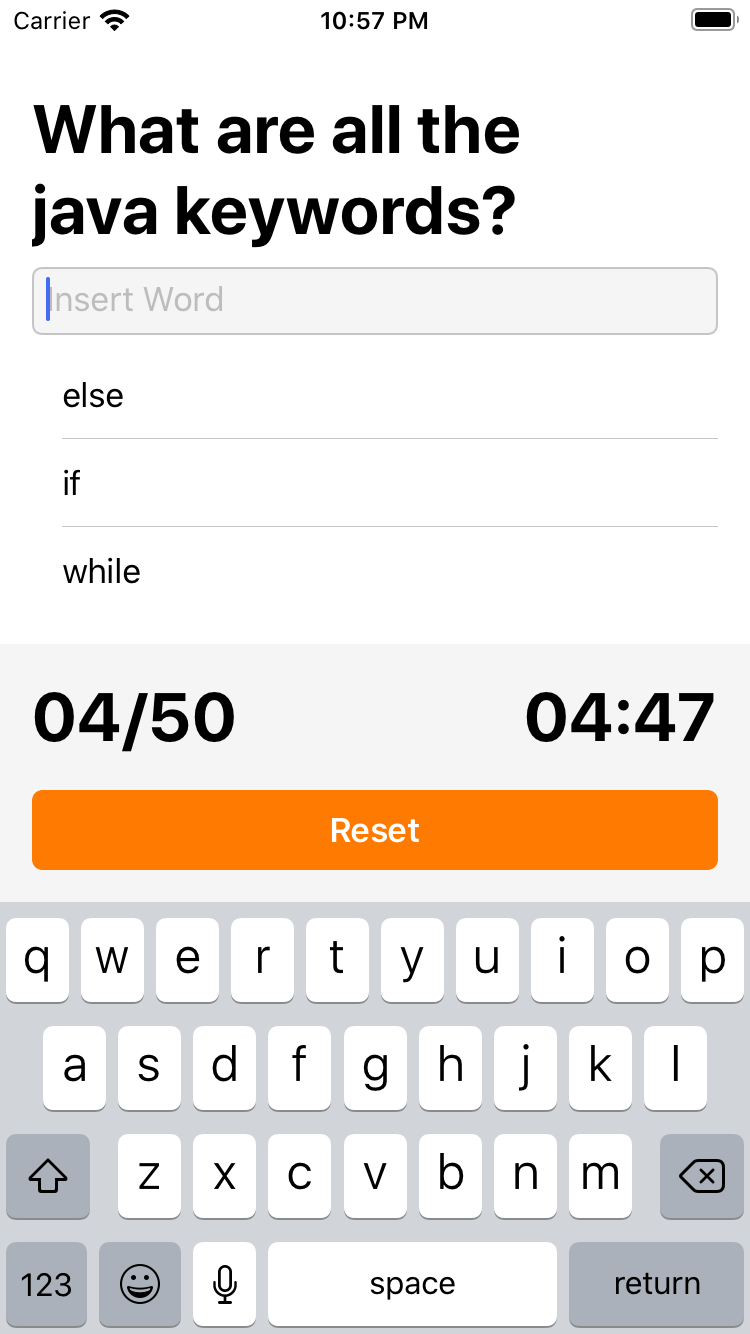 Carrier 10:57 PM
What are all the
java keywords?
Insert Word
else
if
while
04/50 04:47
Reset
q w e r t y u i o p
a s d f g h j k l
z x c v b n m
123 space return